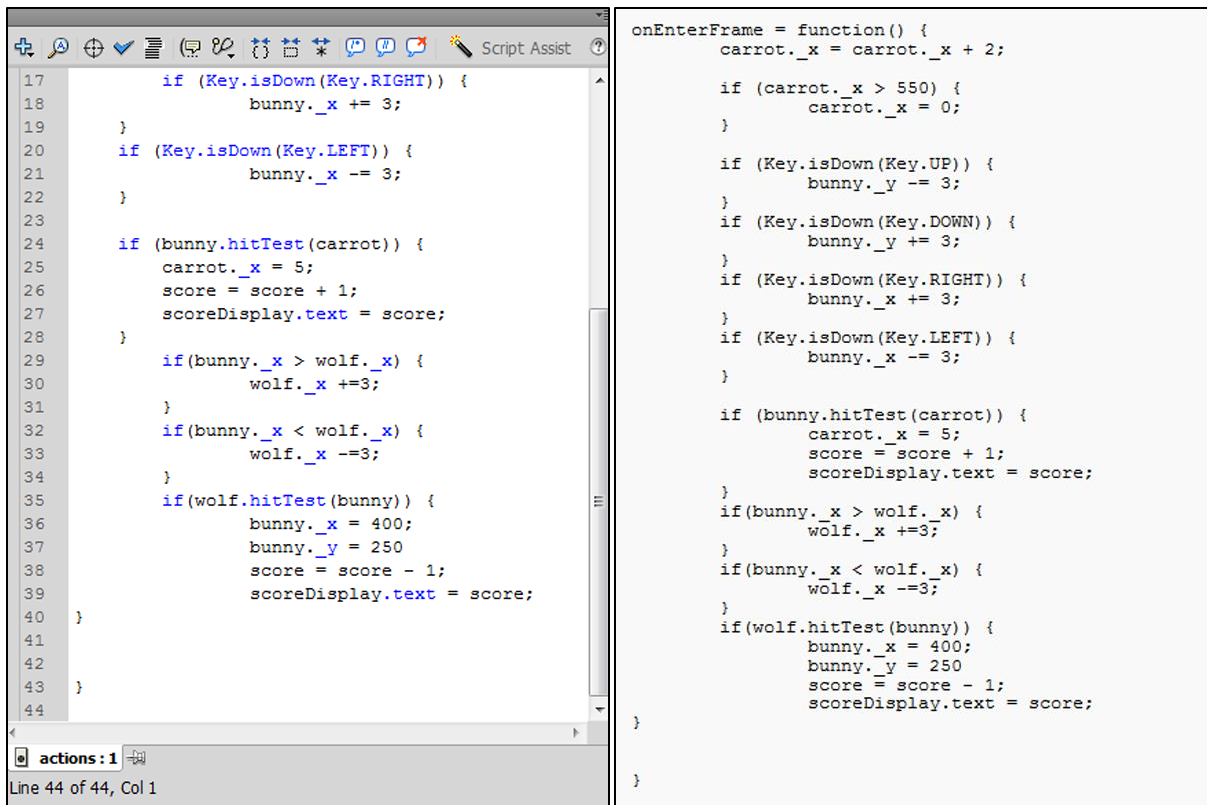 Script Assist
17 if (Key.isDown(Key.RIGHT)) {
18 bunny._x += 3;
19 }
20 if (Key.isDown(Key.LEFT)) {
21 bunny._x -= 3;
22 }
23
24 if (bunny.hitTest(carrot)) {
25 carrot._x = 5;
26 score = score + 1;
27 scoreDisplay.text = score;
28 }
29 if(bunny._x > wolf._x) {
30 wolf._x +=3;
31 }
32 if(bunny._x < wolf._x) {
33 wolf._x -=3;
34 }
35 if(wolf.hitTest(bunny)) {
36 bunny._x = 400;
37 bunny._y = 250
38 score = score - 1;
39 scoreDisplay.text = score;
40 }
41
42
43 }
44
actions : 1
Line 44 of 44, Col 1
onEnterFrame = function() {
carrot._x = carrot._x + 2;
if (carrot._x > 550) {
carrot._x = 0;
}
if (Key.isDown(Key.UP)) {
bunny._y -= 3;
}
if (Key.isDown(Key.DOWN)) {
bunny._y += 3;
}
if (Key.isDown(Key.RIGHT)) {
bunny._x += 3;
}
if (Key.isDown(Key.LEFT)) {
bunny._x -= 3;
}
if (bunny.hitTest(carrot)) {
carrot._x = 5;
score = score + 1;
scoreDisplay.text = score;
}
if(bunny._x > wolf._x) {
wolf._x +=3;
}
if(bunny._x < wolf._x) {
wolf._x -=3;
}
if(wolf.hitTest(bunny)) {
bunny._x = 400;
bunny._y = 250
score = score - 1;
scoreDisplay.text = score;
}
}